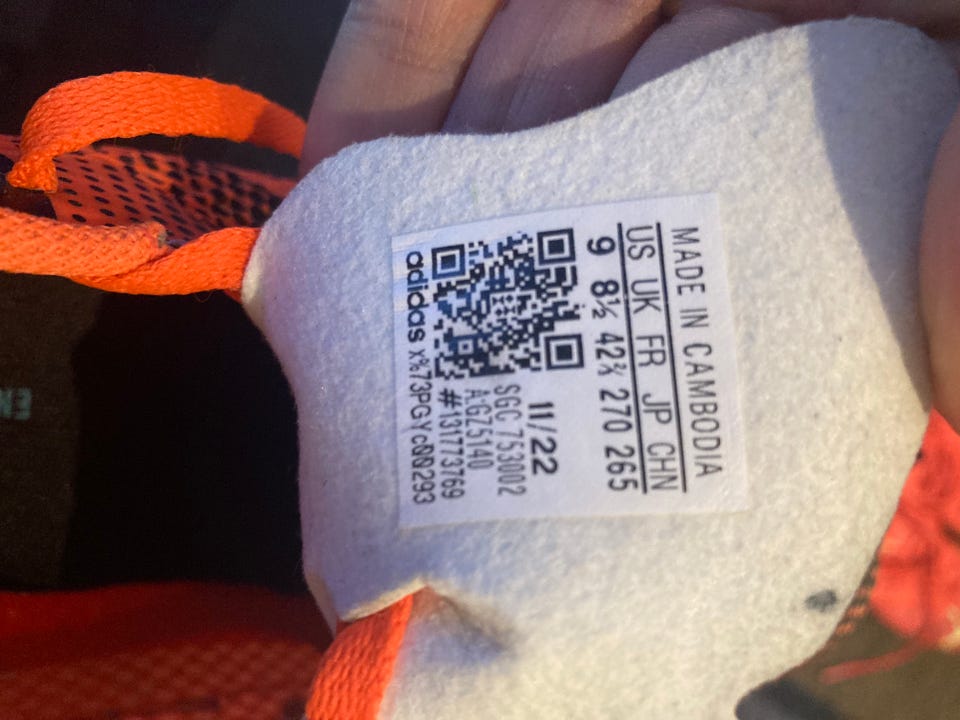 MADE IN CAMBODIA
US UK FR JP CHN
9 8½ 42⅔ 270 265
11/22
SGC 753002
A:GZ5140
#131773769
adidas X%73PGYc00293